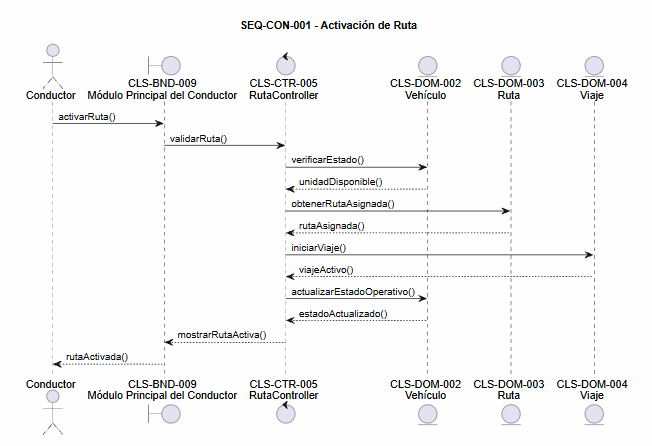 SEQ-CON-001 - Activación de Ruta
CLS-BND-009 CLS-CTR-005 CLS-DOM-002 CLS-DOM-003 CLS-DOM-004
Conductor Módulo Principal del Conductor RutaController Vehículo Ruta Viaje
activarRuta()
validarRuta()
verificarEstado()
unidadDisponible()
obtenerRutaAsignada()
rutaAsignada()
iniciarViaje()
viajeActivo()
actualizarEstadoOperativo()
estadoActualizado()
mostrarRutaActiva()
rutaActivada()
CLS-BND-009 CLS-CTR-005 CLS-DOM-002 CLS-DOM-003 CLS-DOM-004
Conductor Módulo Principal del Conductor RutaController Vehículo Ruta Viaje